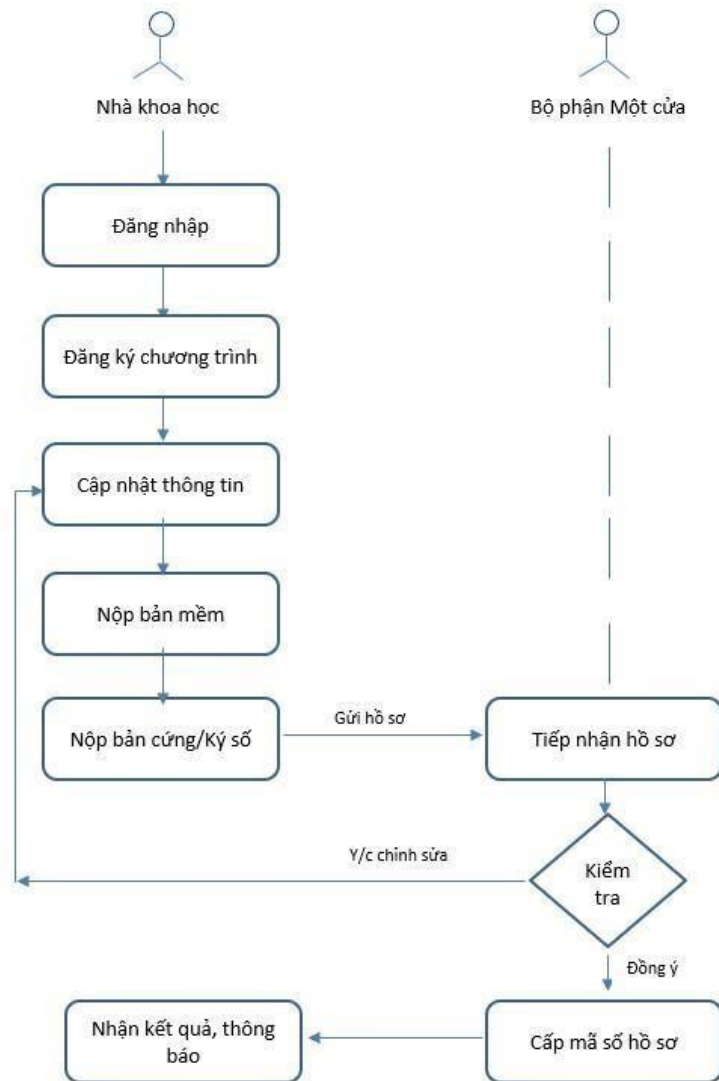 Nhà khoa học
Bộ phận Một cửa
Đăng nhập
Đăng ký chương trình
Cập nhật thông tin
Nộp bản mềm
Nộp bản cứng/Ký số
Gửi hồ sơ
Tiếp nhận hồ sơ
Y/c chỉnh sửa
Kiểm
tra
Đồng ý
Nhận kết quả, thông
báo
Cấp mã số hồ sơ